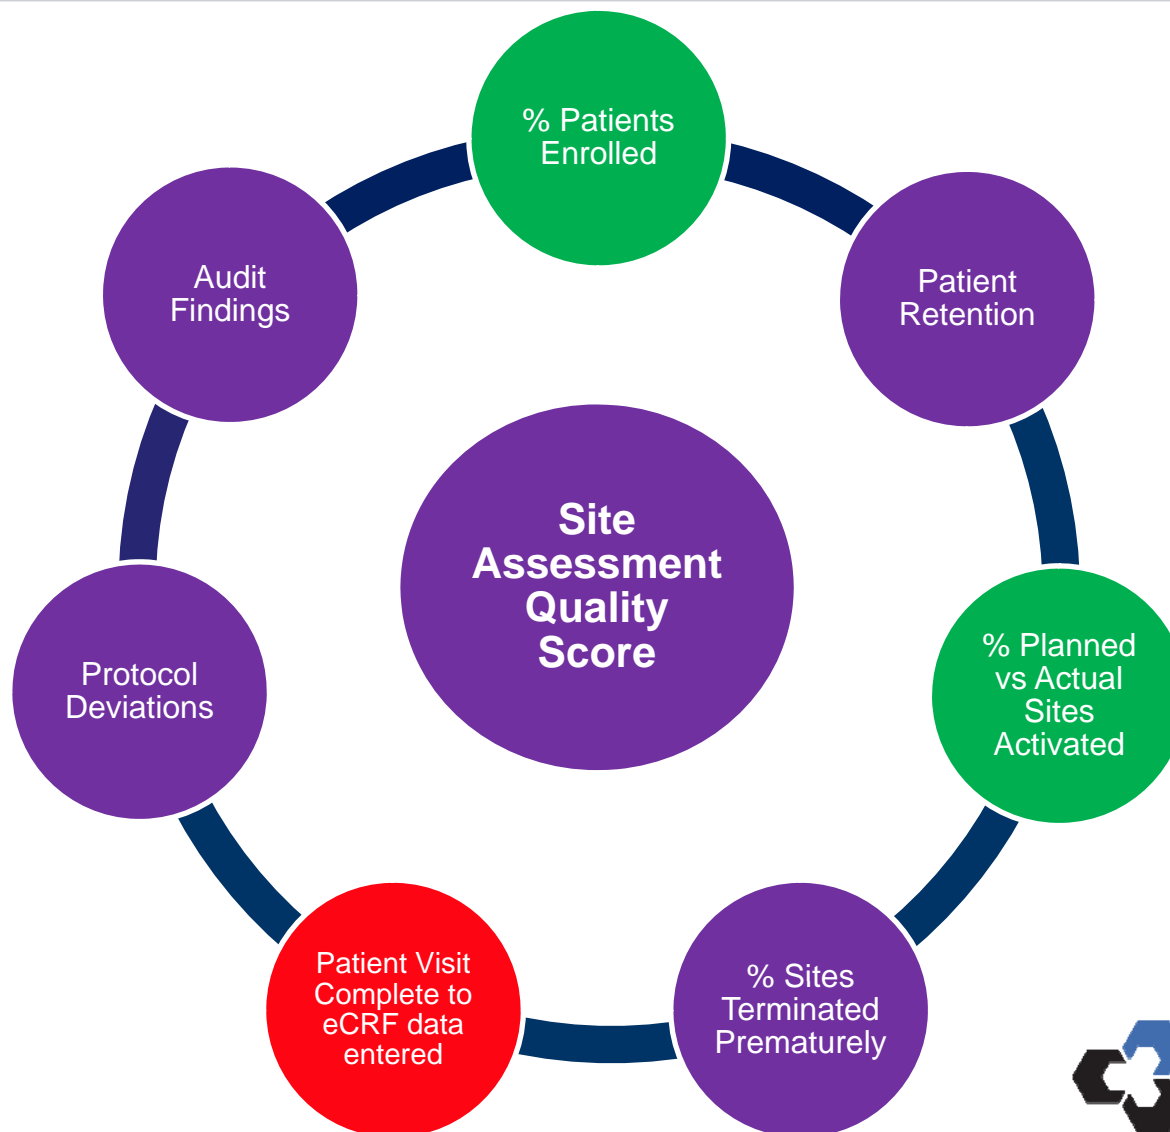 % Patients
Enrolled
Patient
Retention
% Planned
vs Actual
Sites
Activated
% Sites
Terminated
Prematurely
Patient Visit
Complete to
eCRF data
entered
Protocol
Deviations
Audit
Findings
Site
Assessment
Quality
Score